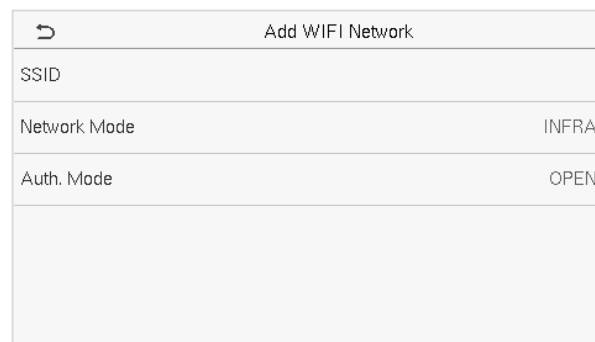 Add WIFI Network
SSID
Network Mode INFRA
Auth. Mode OPEN